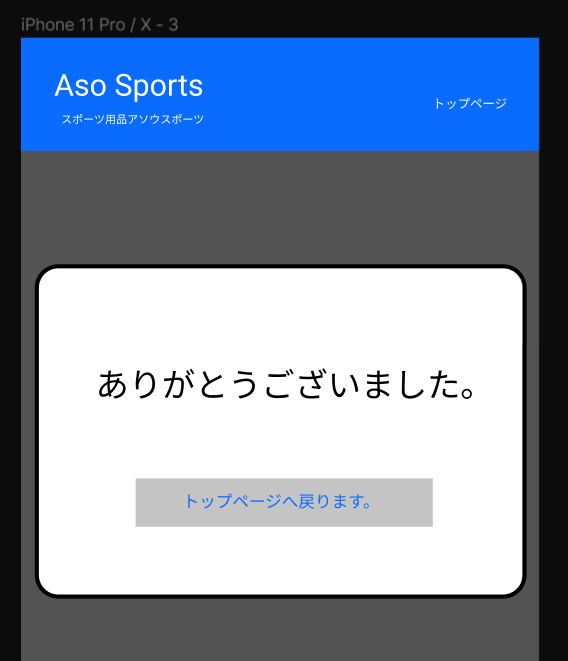 iPhone 11 Pro / X - 3
Aso Sports
スポーツ用品アソウスポーツ
トップページ
ありがとうございました。
トップページへ戻ります。